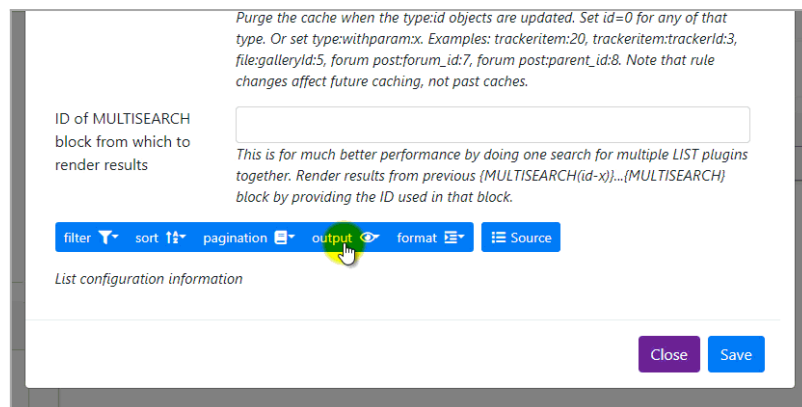 Purge the cache when the type:id objects are updated. Set id=0 for any of that
type. Or set type:withparam:x. Examples: trackeritem:20, trackeritem:trackerId:3,
file:galleryId:5, forum post:forum_id:7, forum post:parent_id:8. Note that rule
changes affect future caching, not past caches.
ID of MULTISEARCH
block from which to
render results
This is for much better performance by doing one search for multiple LIST plugins
together. Render results from previous {MULTISEARCH(id-x)}...{MULTISEARCH}
block by providing the ID used in that block.
filter sort pagination output format Source
List configuration information
Close Save